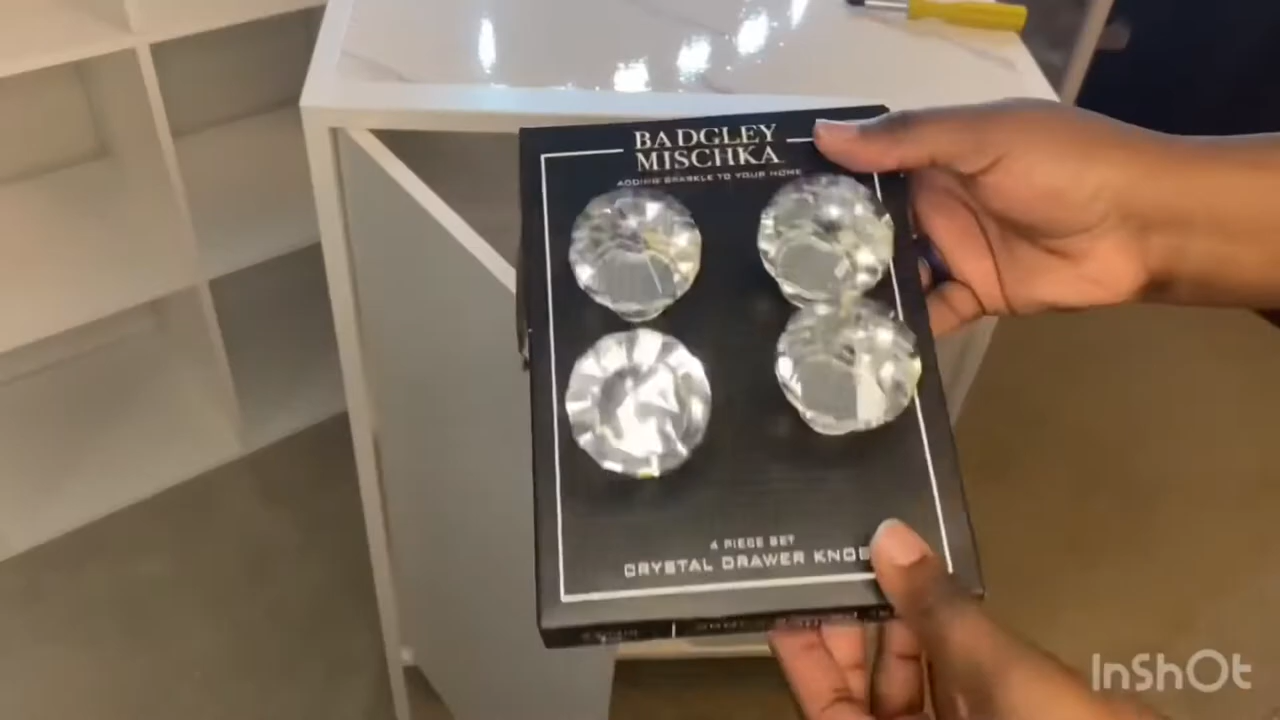 BADGLEY
MISCHKA
ADDING SPARKLE TO YOUR HOME
4 PIECE SET
CRYSTAL DRAWER KNOB
InShOt